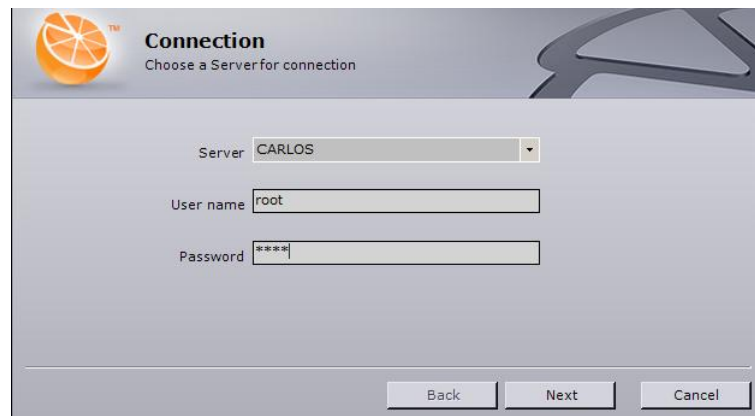 TM
Connection
Choose a Server for connection
Server CARLOS
User name root
Password ****
Back Next Cancel